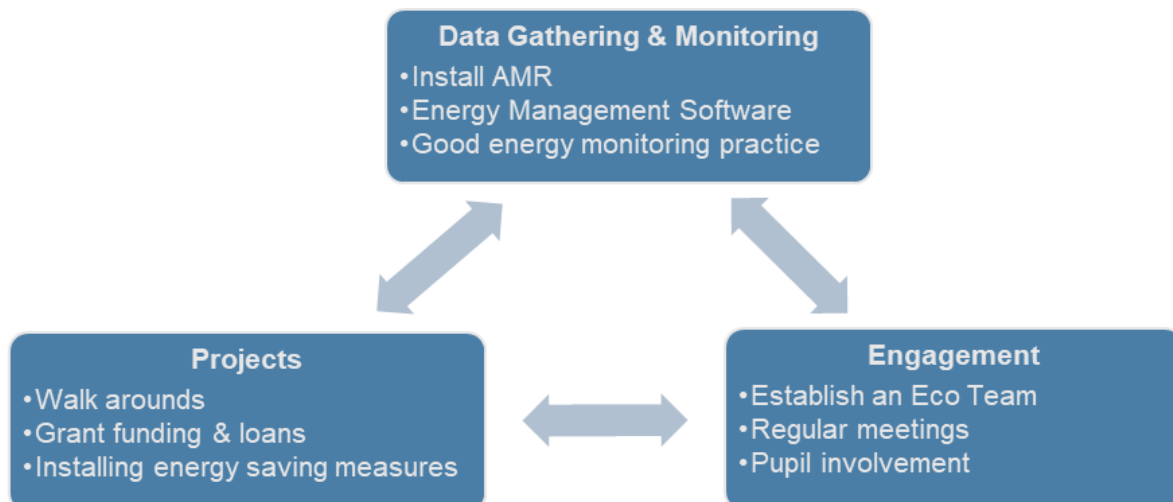 Data Gathering & Monitoring
•Install AMR
•Energy Management Software
•Good energy monitoring practice
Projects
•Walk arounds
•Grant funding & loans
•Installing energy saving measures
Engagement
•Establish an Eco Team
•Regular meetings
•Pupil involvement